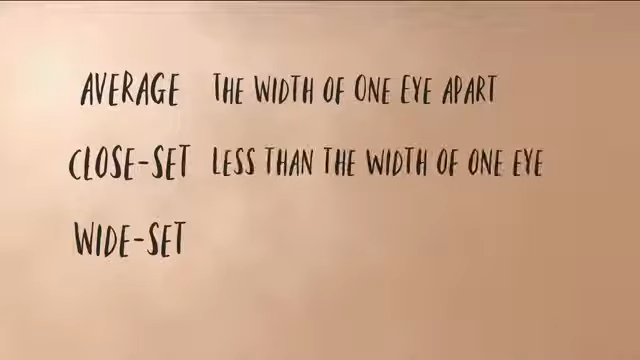 AVERAGE THE WIDTH OF ONE EYE APART
CLOSE-SET LESS THAN THE WIDTH OF ONE EYE
WIDE-SET